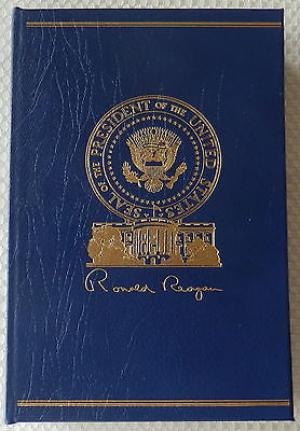 SEAL OF THE PRESIDENT OF THE UNITED STATES
Ronald Reagan